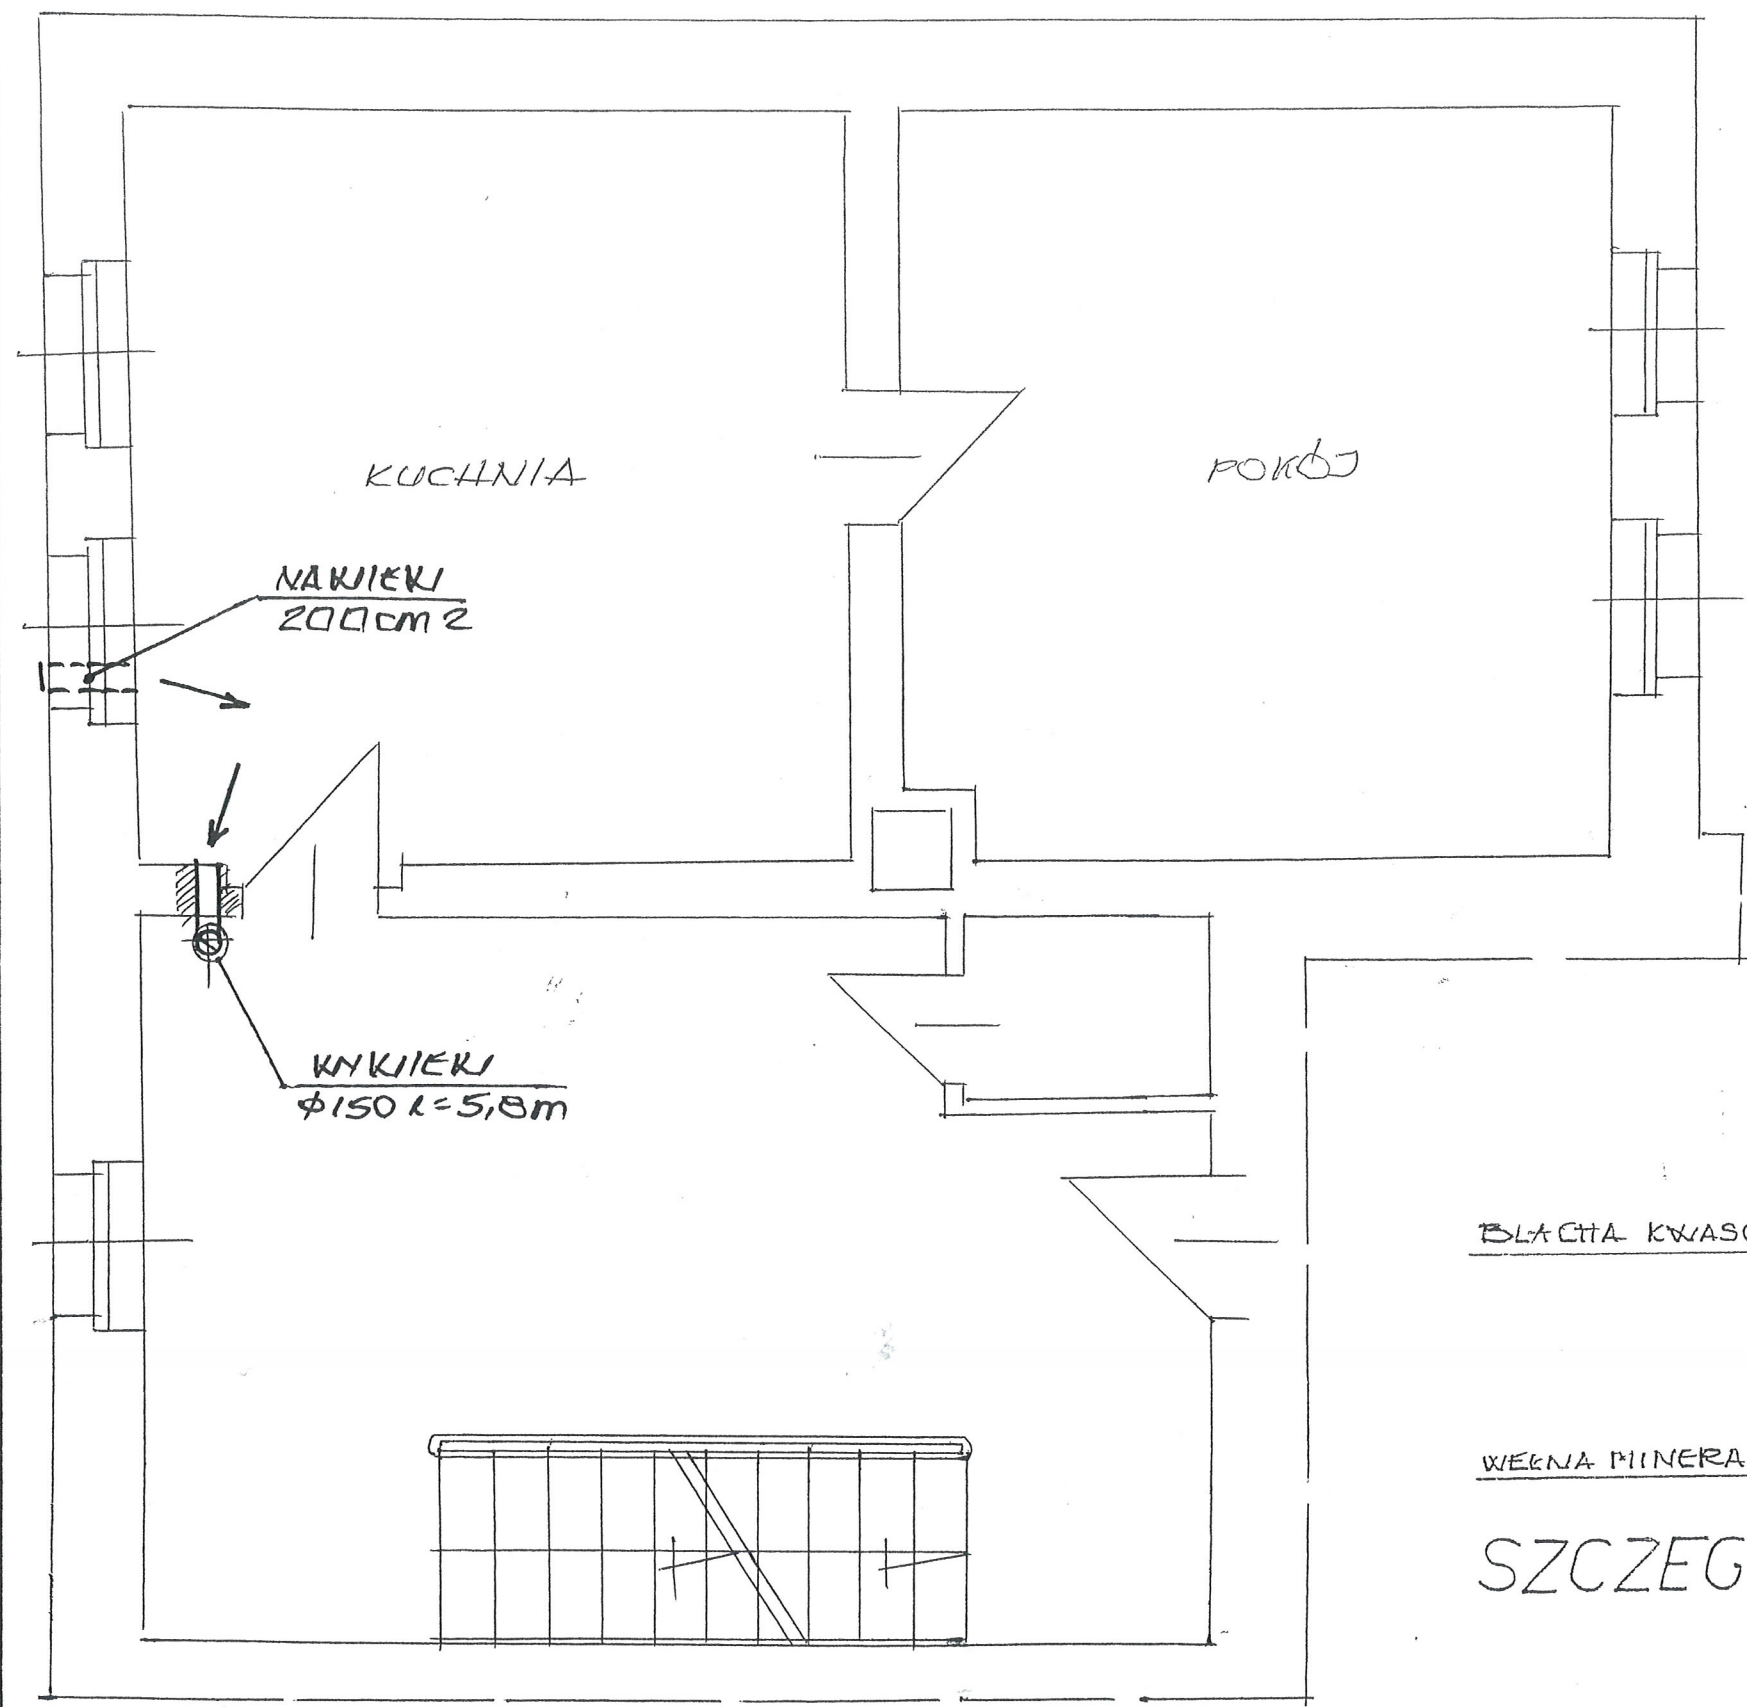 KUCHNIA
POKÓJ
NAWIEW
200cm2
WYWIEW
φ150 l=5,8m
BLACHA KWASO
WEŁNA MINERA
SZCZEG